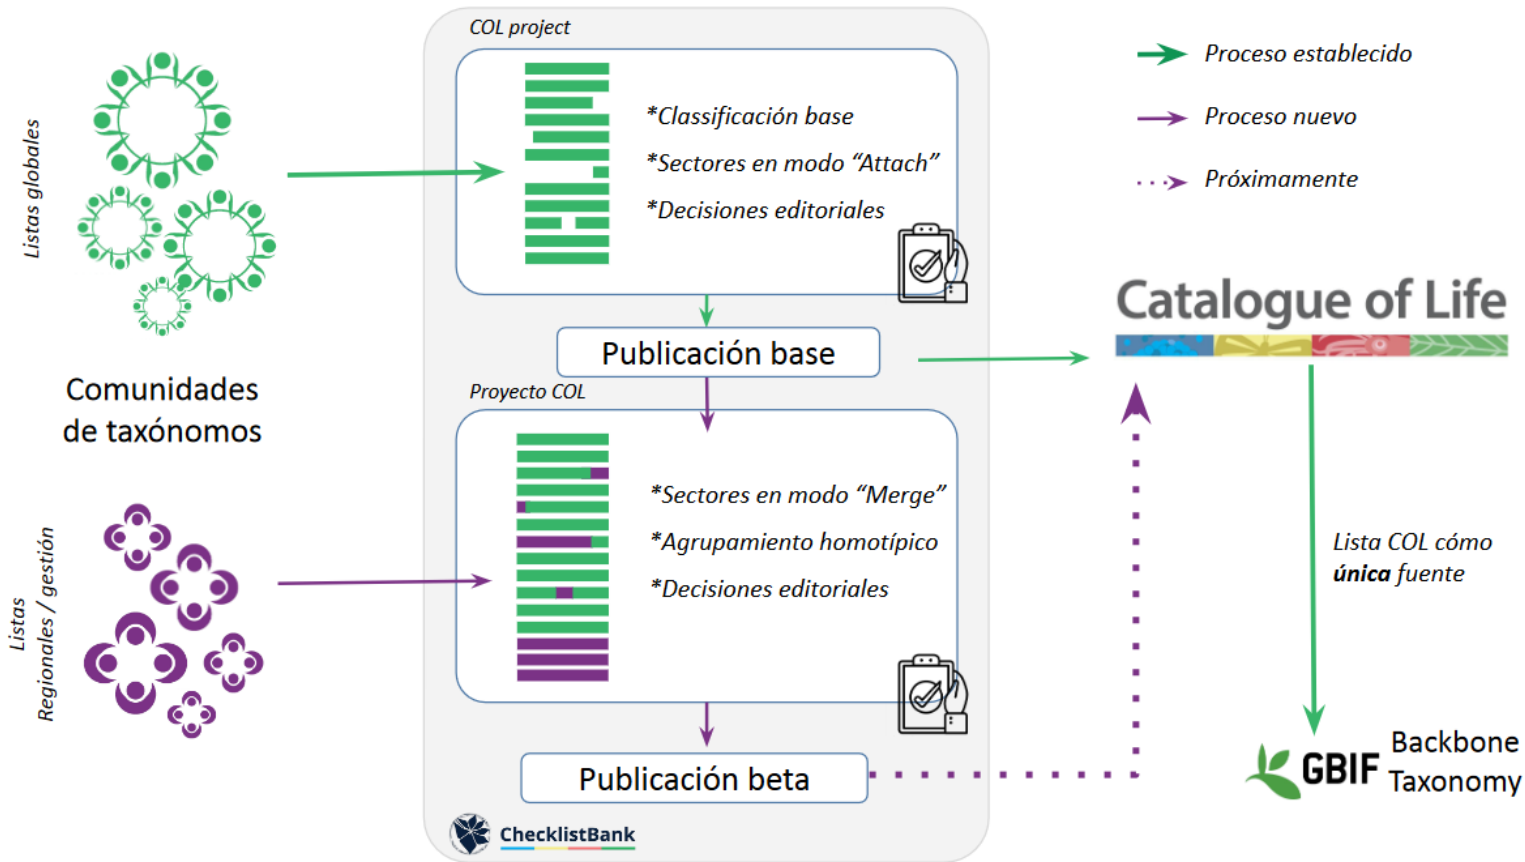 COL project
Listas globales
*Classificación base
*Sectores en modo “Attach”
*Decisiones editoriales
Proceso establecido
Proceso nuevo
Próximamente
Publicación base
Catalogue of Life
Comunidades
de taxónomos
Proyecto COL
Listas
Regionales / gestión
*Sectores en modo “Merge”
*Agrupamiento homotípico
*Decisiones editoriales
Lista COL cómo
única fuente
Publicación beta
GBIF
Backbone
Taxonomy
ChecklistBank